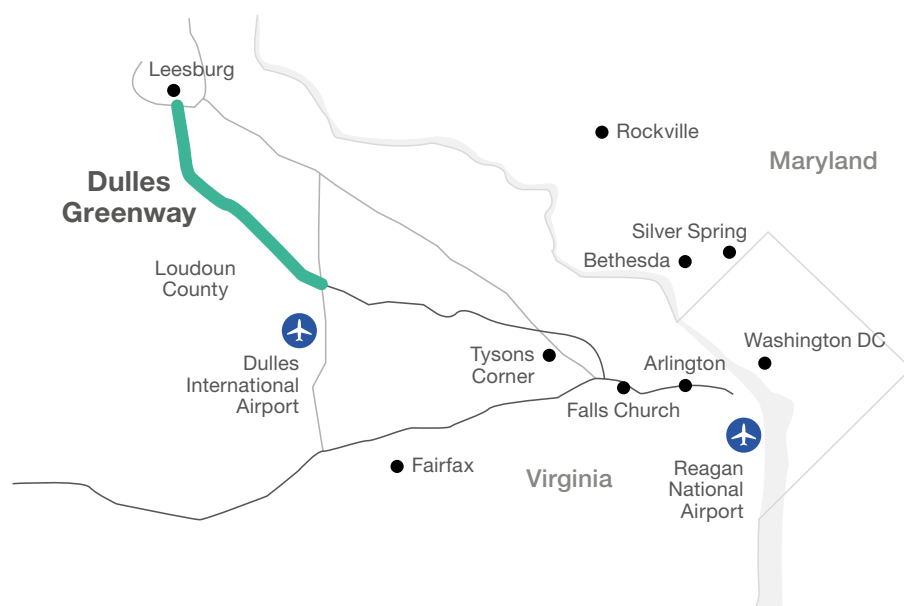 Leesburg
Rockville
Maryland
Dulles
Greenway
Silver Spring
Bethesda
Loudoun
County
Washington DC
Dulles
International
Airport
Tysons
Corner
Arlington
Falls Church
Fairfax
Virginia
Reagan
National
Airport